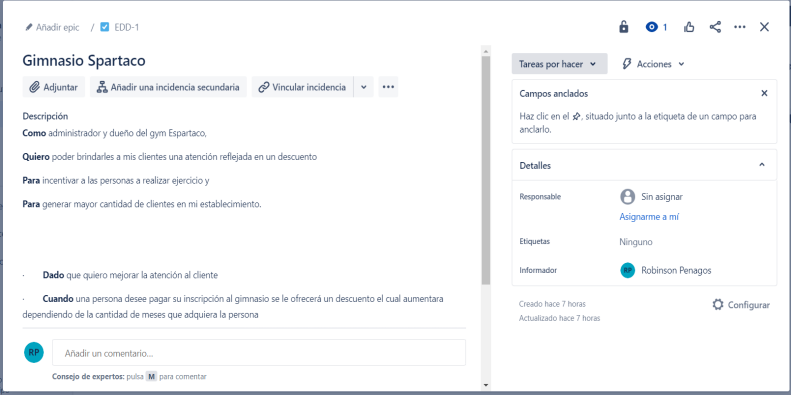 Añadir epic / EDD-1
1
Gimnasio Spartaco
Adjuntar Añadir una incidencia secundaria Vincular incidencia
Descripción
Como administrador y dueño del gym Espartaco,
Quiero poder brindarles a mis clientes una atención reflejada en un descuento
Para incentivar a las personas a realizar ejercicio y
Para generar mayor cantidad de clientes en mi establecimiento.
· Dado que quiero mejorar la atención al cliente
· Cuando una persona desee pagar su inscripción al gimnasio se le ofrecerá un descuento el cual aumentara
dependiendo de la cantidad de meses que adquiera la persona
RP Añadir un comentario...
Consejo de expertos: pulsa M para comentar
Tareas por hacer Acciones
Campos anclados
Haz clic en el , situado junto a la etiqueta de un campo para
anclarlo.
Detalles
Responsable Sin asignar
Asignarme a mí
Etiquetas Ninguno
Informador RP Robinson Penagos
Creado hace 7 horas Configurar
Actualizado hace 7 horas